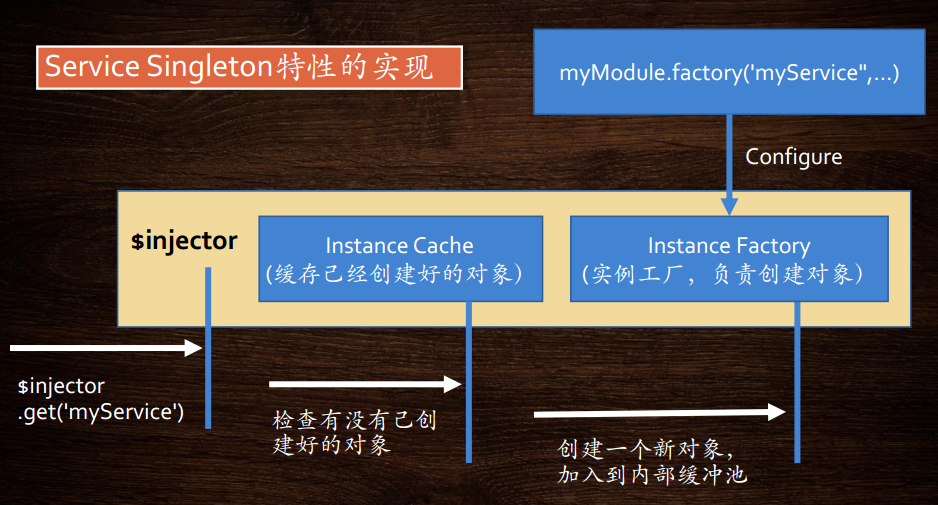 Service Singleton特性的实现
myModule.factory('myService",...)
Configure
$injector
Instance Cache
(缓存已经创建好的对象)
Instance Factory
(实例工厂，负责创建对象)
$injector
.get('myService')
检查有没有已创
建好的对象
创建一个新对象，
加入到内部缓冲池